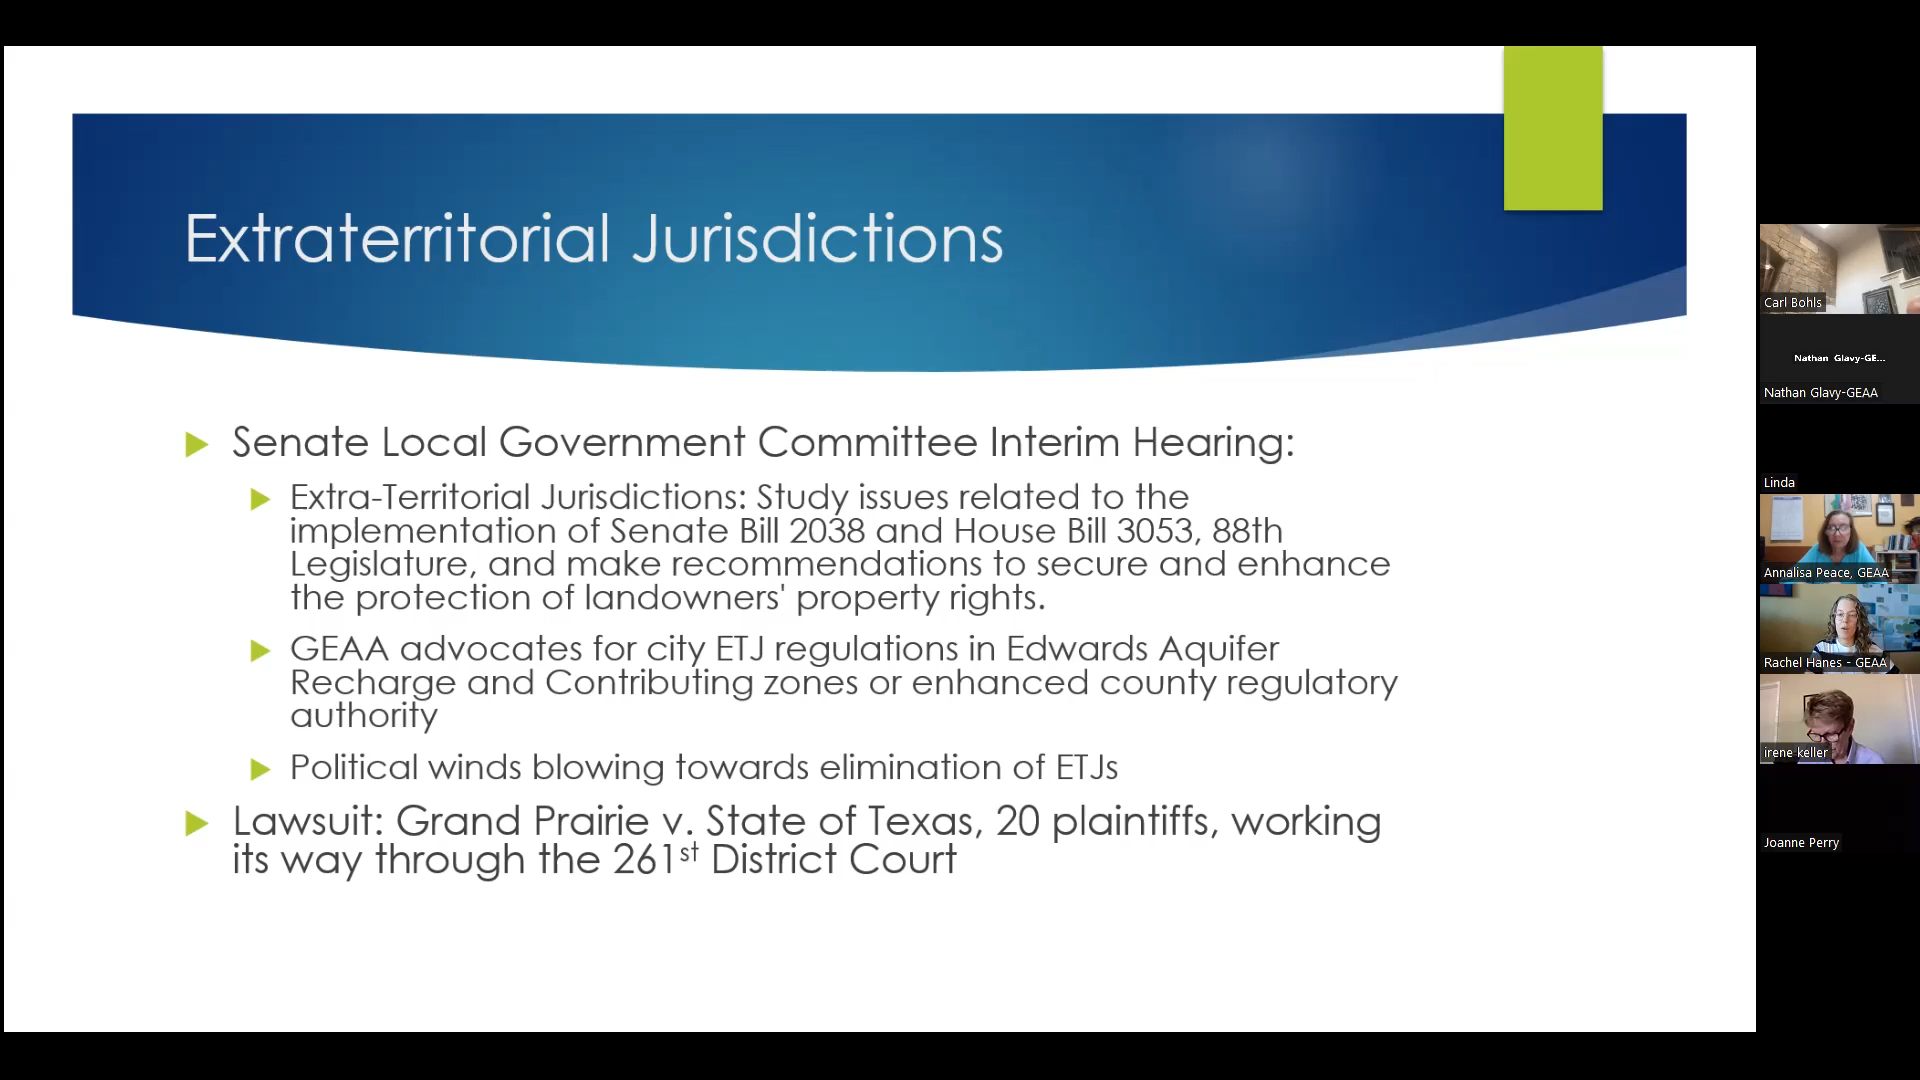 Extraterritorial Jurisdictions
Senate Local Government Committee Interim Hearing:
Extra-Territorial Jurisdictions: Study issues related to the
implementation of Senate Bill 2038 and House Bill 3053, 88th
Legislature, and make recommendations to secure and enhance
the protection of landowners' property rights.
GEAA advocates for city ETJ regulations in Edwards Aquifer
Recharge and Contributing zones or enhanced county regulatory
authority
Political winds blowing towards elimination of ETJs
Lawsuit: Grand Prairie v. State of Texas, 20 plaintiffs, working
its way through the 261st District Court
Carl Bohls
Nathan Glavy-GE...
Nathan Glavy-GEAA
Linda
Annalisa Peace, GEAA
Rachel Hanes - GEAA
irene keller
Joanne Perry